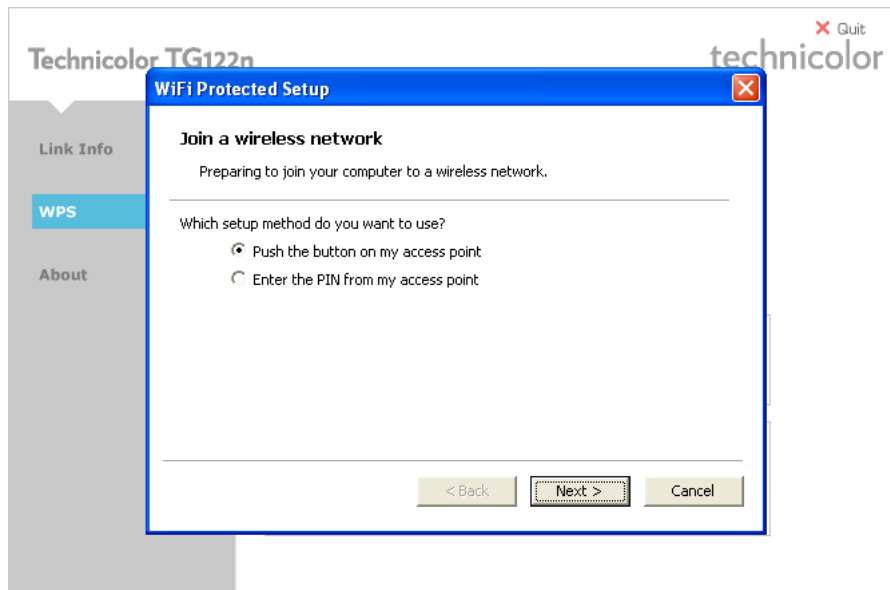 Quit
Technicolor TG122n
technicolor
WiFi Protected Setup
Link Info
WPS
About
Join a wireless network
Preparing to join your computer to a wireless network.
Which setup method do you want to use?
Push the button on my access point
Enter the PIN from my access point
< Back
Next >
Cancel